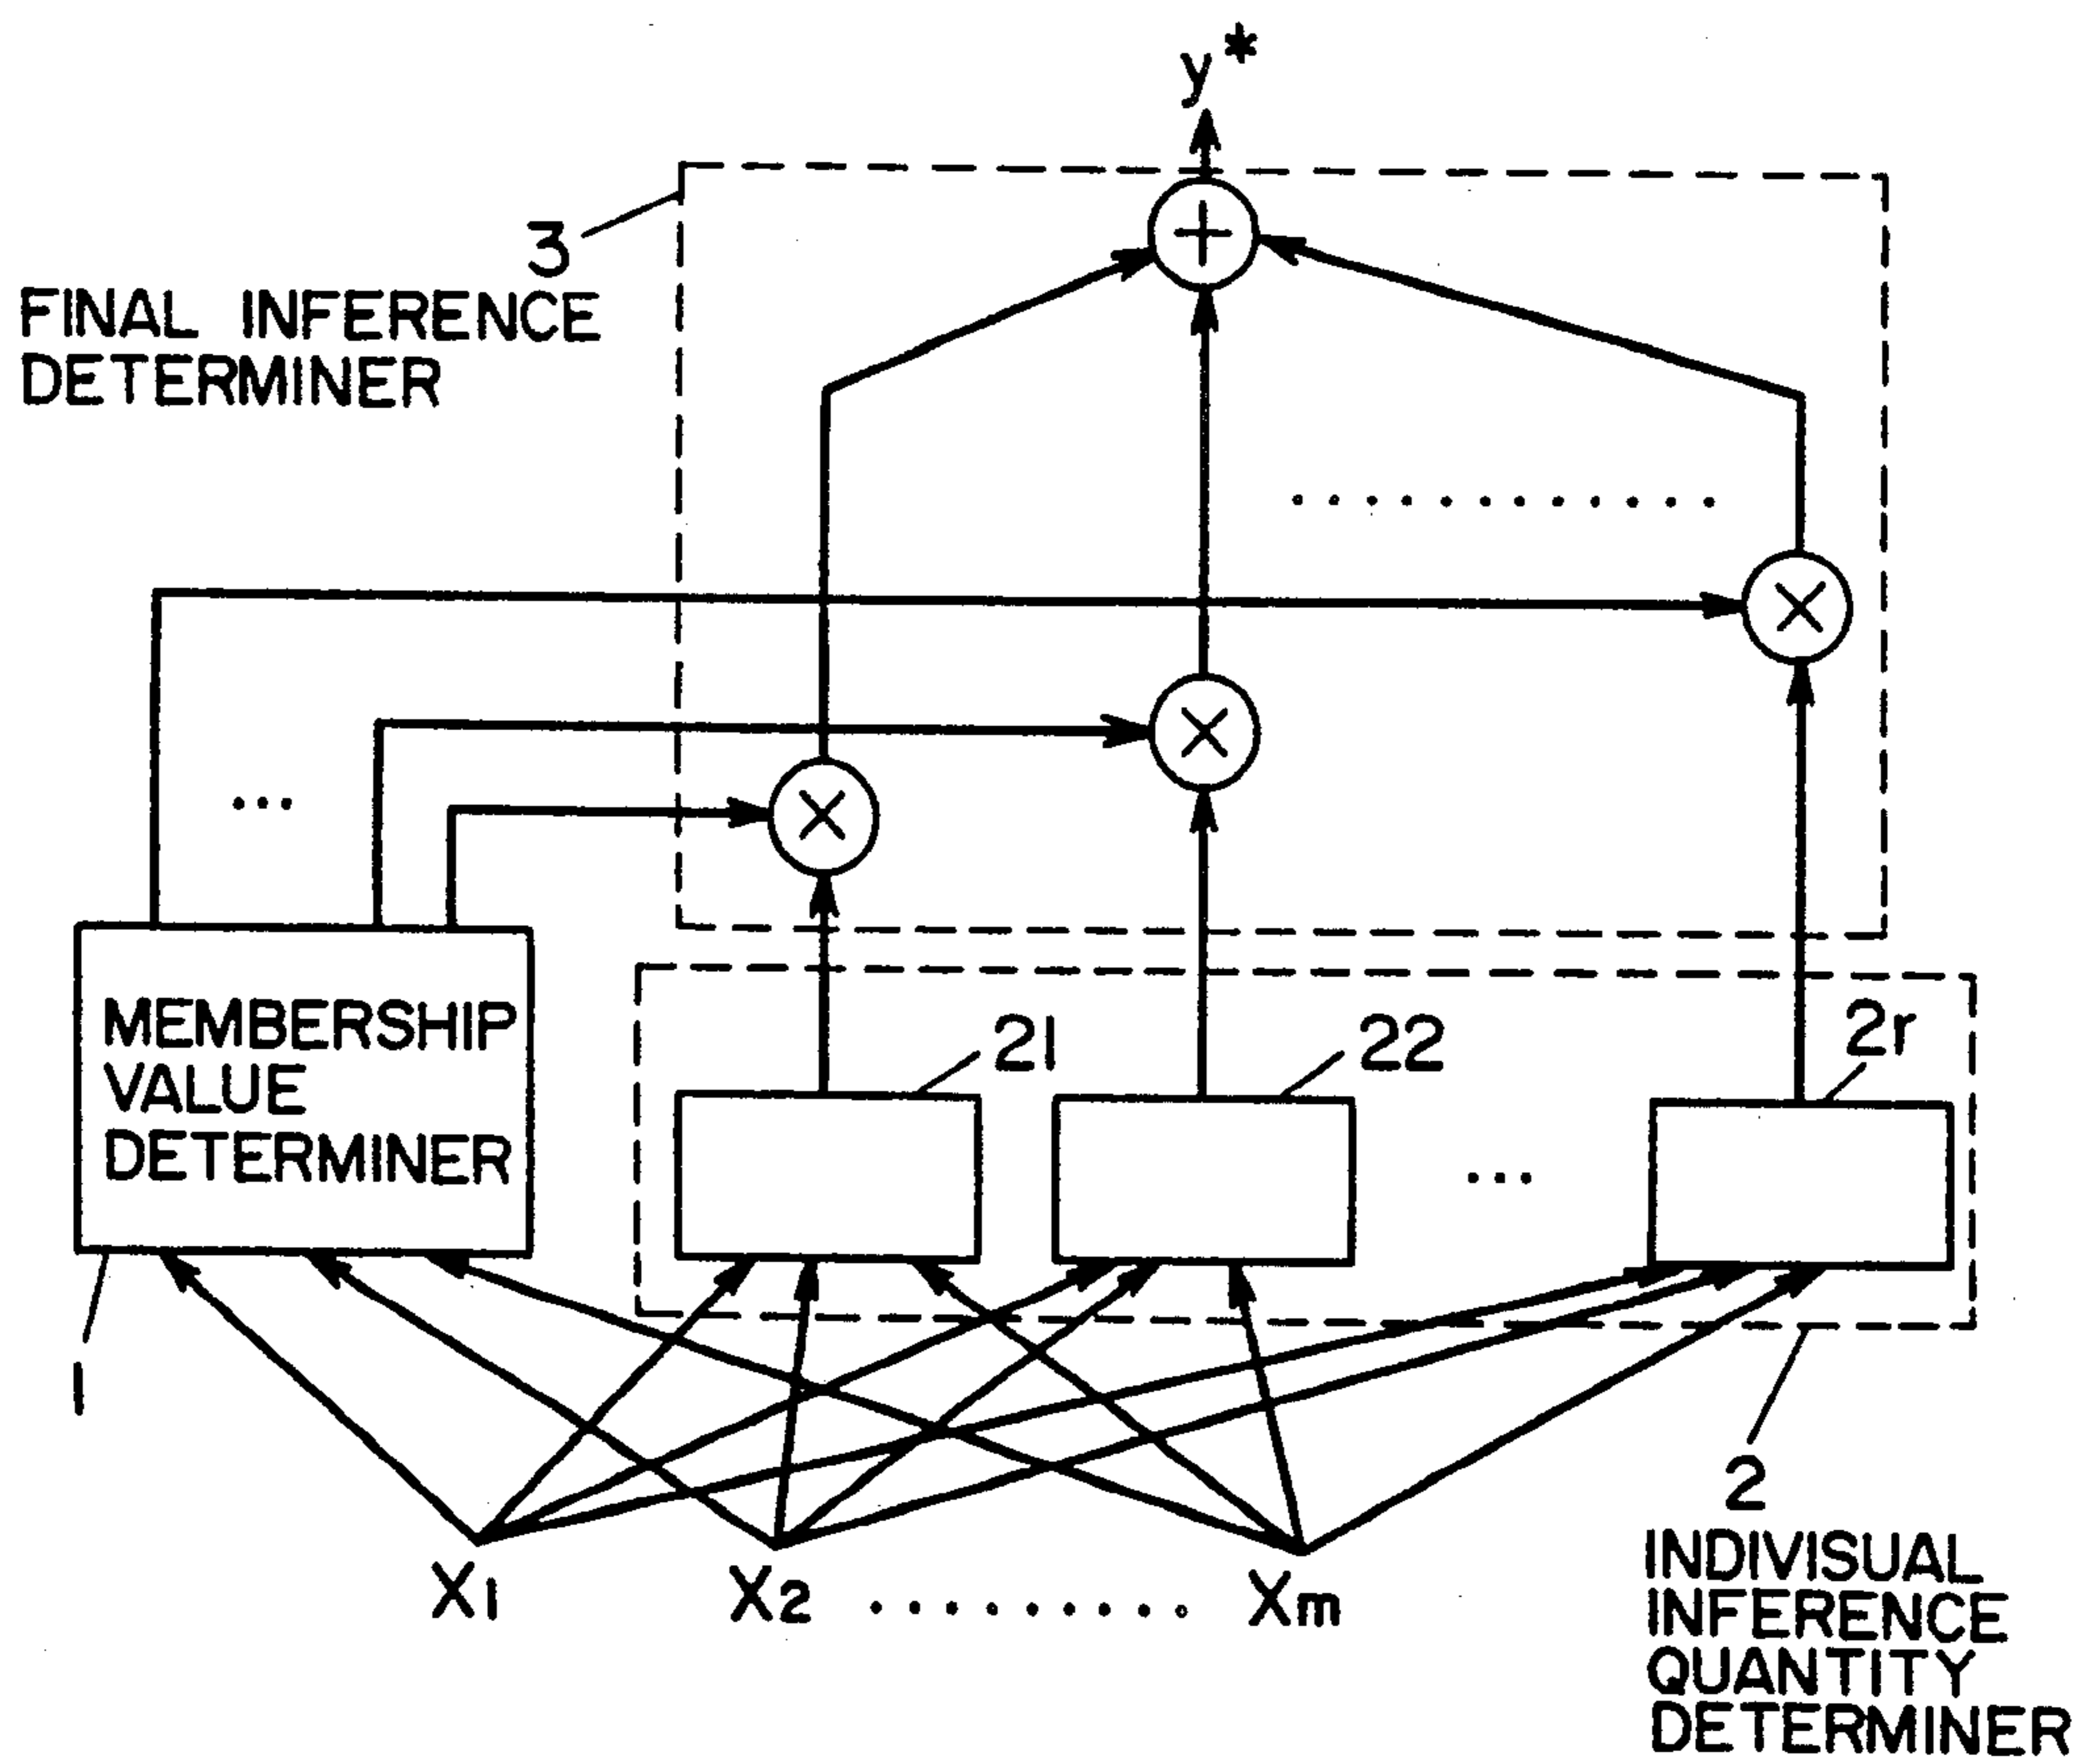 y*
3
FINAL INFERENCE
DETERMINER
MEMBERSHIP
VALUE
DETERMINER
21
22
2r
1
2
INDIVISUAL
INFERENCE
QUANTITY
DETERMINER
X1
X2
Xm